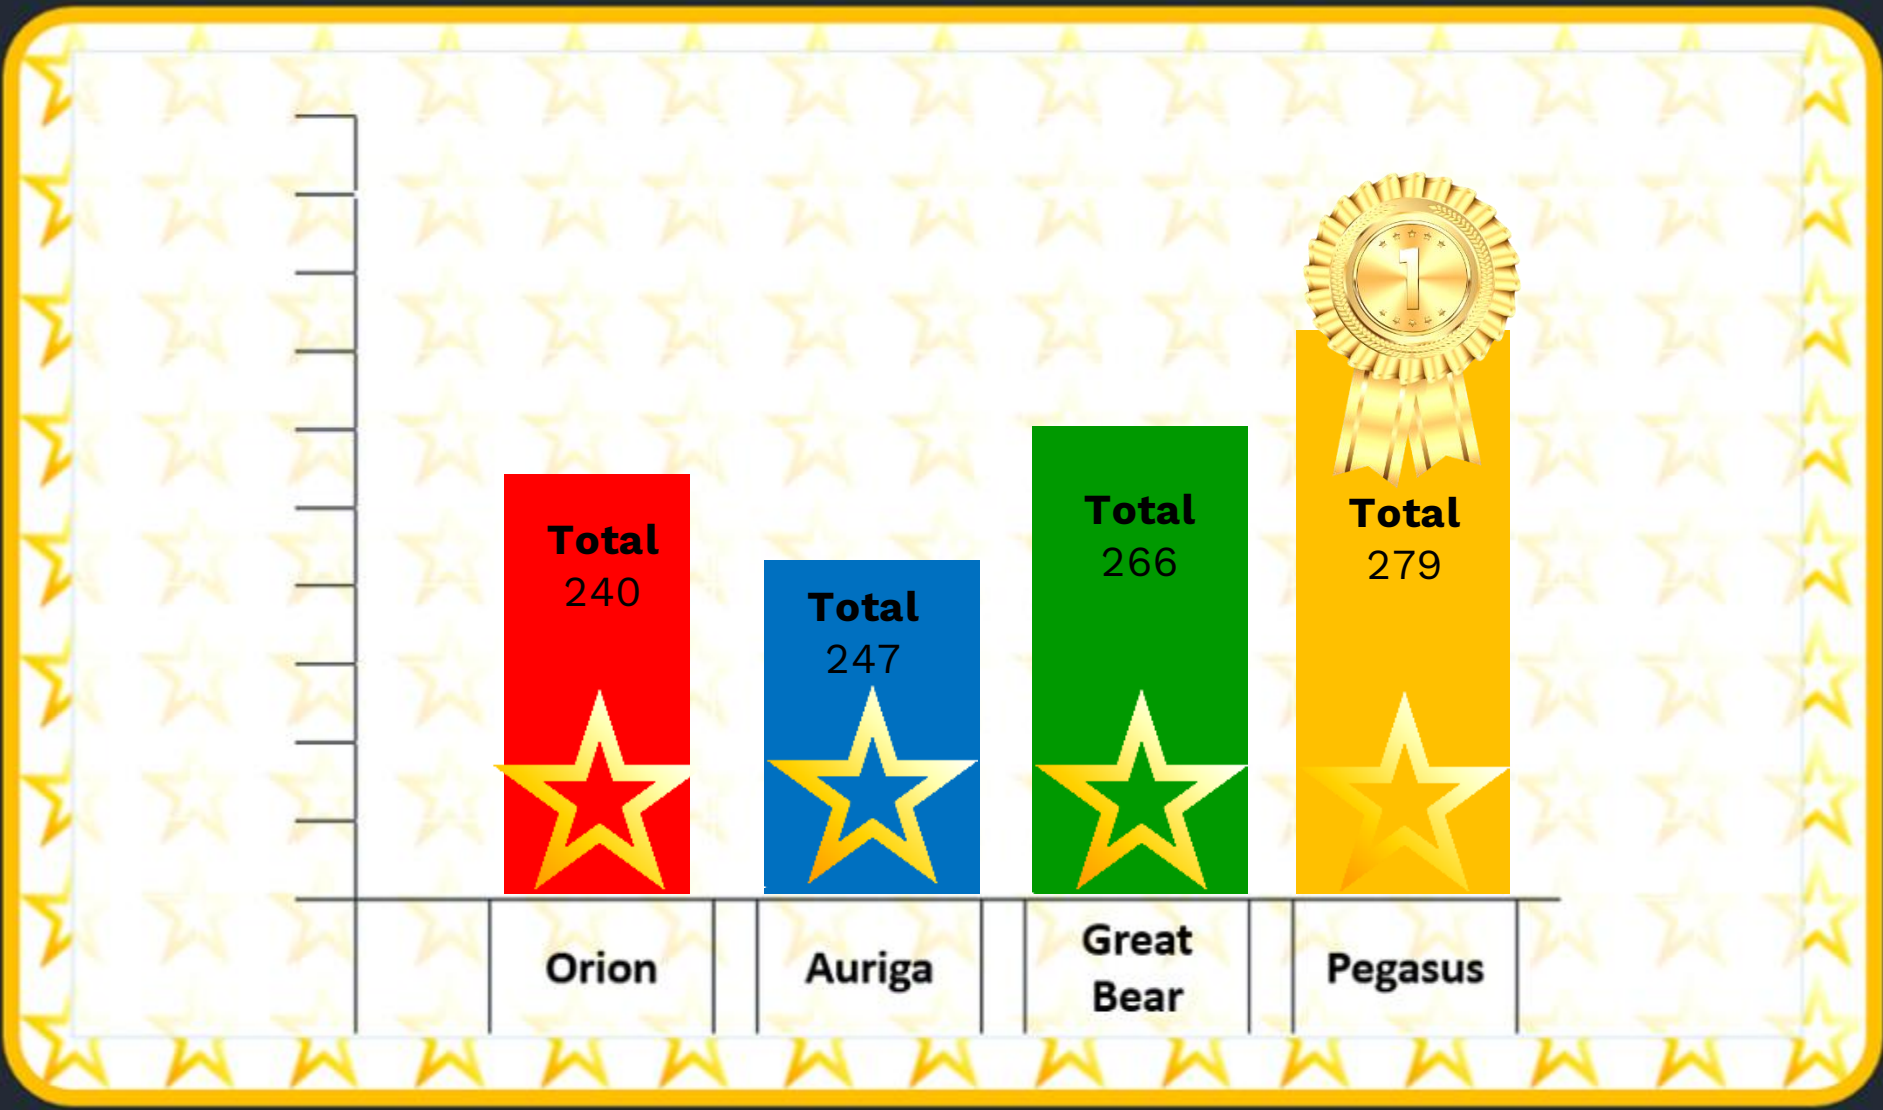 1
Total
240
Total
247
Total
266
Total
279
Orion
Auriga
Great
Bear
Pegasus